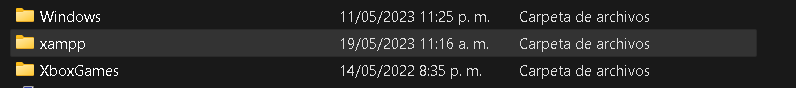 Windows 11/05/2023 11:25 p. m. Carpeta de archivos
xampp 19/05/2023 11:16 a. m. Carpeta de archivos
XboxGames 14/05/2022 8:35 p. m. Carpeta de archivos